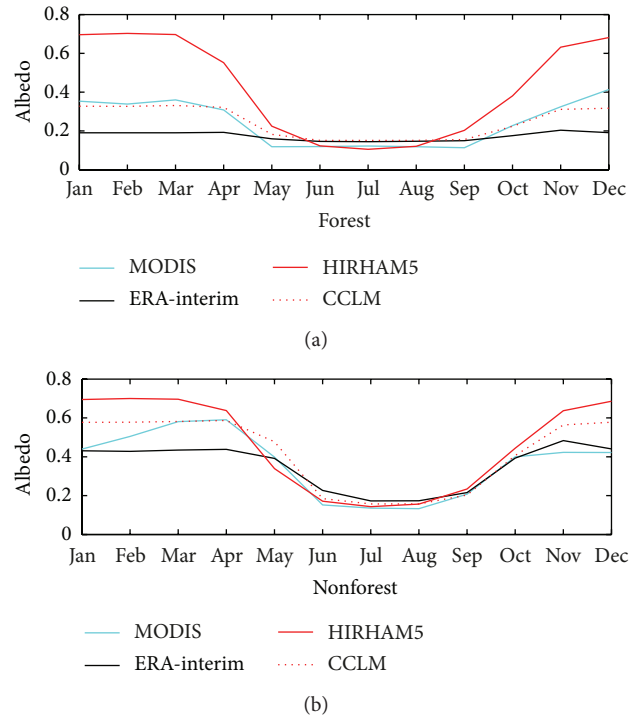 0.8
0.6
0.4
0.2
0
Albedo
Jan Feb Mar Apr May Jun Jul Aug Sep Oct Nov Dec
Forest
MODIS HIRHAM5
ERA-interim CCLM
(a)
0.8
0.6
0.4
0.2
0
Albedo
Jan Feb Mar Apr May Jun Jul Aug Sep Oct Nov Dec
Nonforest
MODIS HIRHAM5
ERA-interim CCLM
(b)